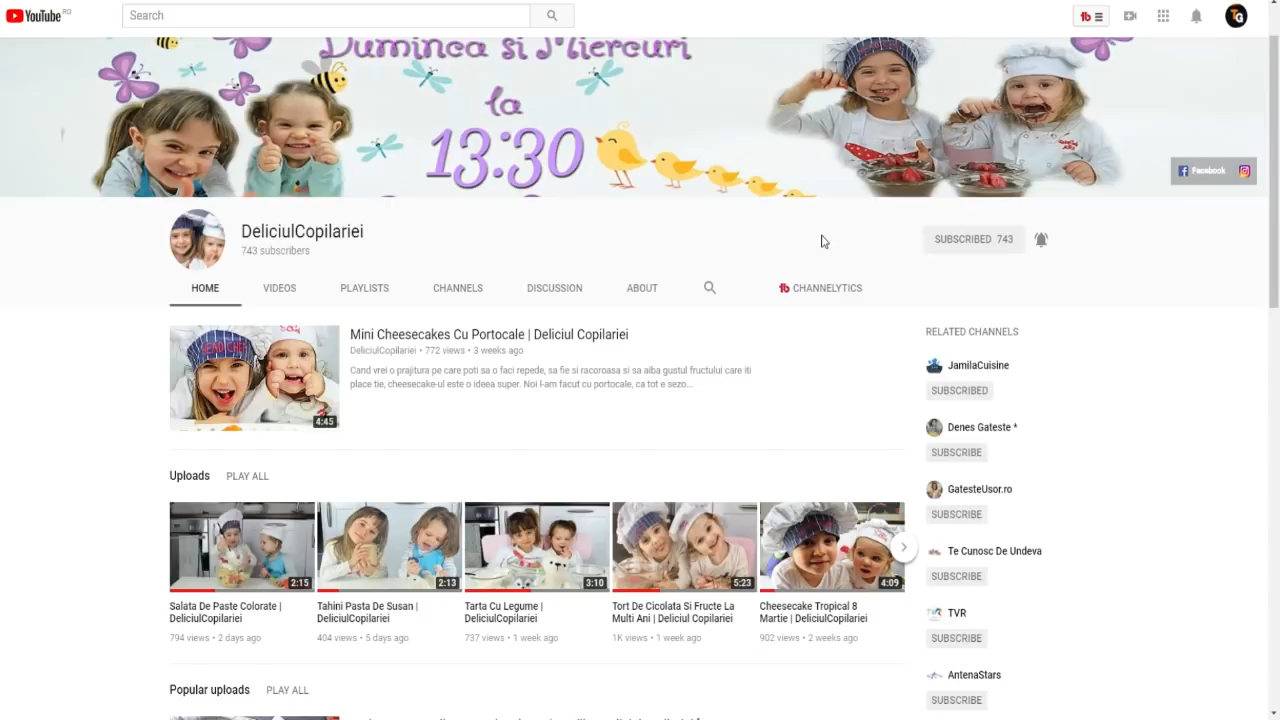 YouTube RO
Search
Duminca si Miercuri
la
13:30
Facebook
DeliciulCopilariei
743 subscribers
SUBSCRIBED 743
HOME
VIDEOS
PLAYLISTS
CHANNELS
DISCUSSION
ABOUT
CHANNELYTICS
4:45
Mini Cheesecakes Cu Portocale | Deliciul Copilariei
DeliciulCopilariei • 772 views • 3 weeks ago
Cand vrei o prajitura pe care poti sa o faci repede, sa fie si racoroasa si sa aiba gustul fructului care iti
place tie, cheesecake-ul este o ideea super. Noi l-am facut cu portocale, ca tot e sezo...
Uploads
PLAY ALL
2:15
Salata De Paste Colorate |
DeliciulCopilariei
794 views • 2 days ago
2:13
Tahini Pasta De Susan |
DeliciulCopilariei
404 views • 5 days ago
3:10
Tarta Cu Legume |
DeliciulCopilariei
737 views • 1 week ago
5:23
Tort De Cicolata Si Fructe La
Multi Ani | Deliciul Copilariei
1K views • 1 week ago
4:09
Cheesecake Tropical 8
Martie | DeliciulCopilariei
902 views • 2 weeks ago
Popular uploads
PLAY ALL
RELATED CHANNELS
JamilaCuisine
SUBSCRIBED
Denes Gateste *
SUBSCRIBE
GatesteUsor.ro
SUBSCRIBE
Te Cunosc De Undeva
SUBSCRIBE
TVR
SUBSCRIBE
AntenaStars
SUBSCRIBE